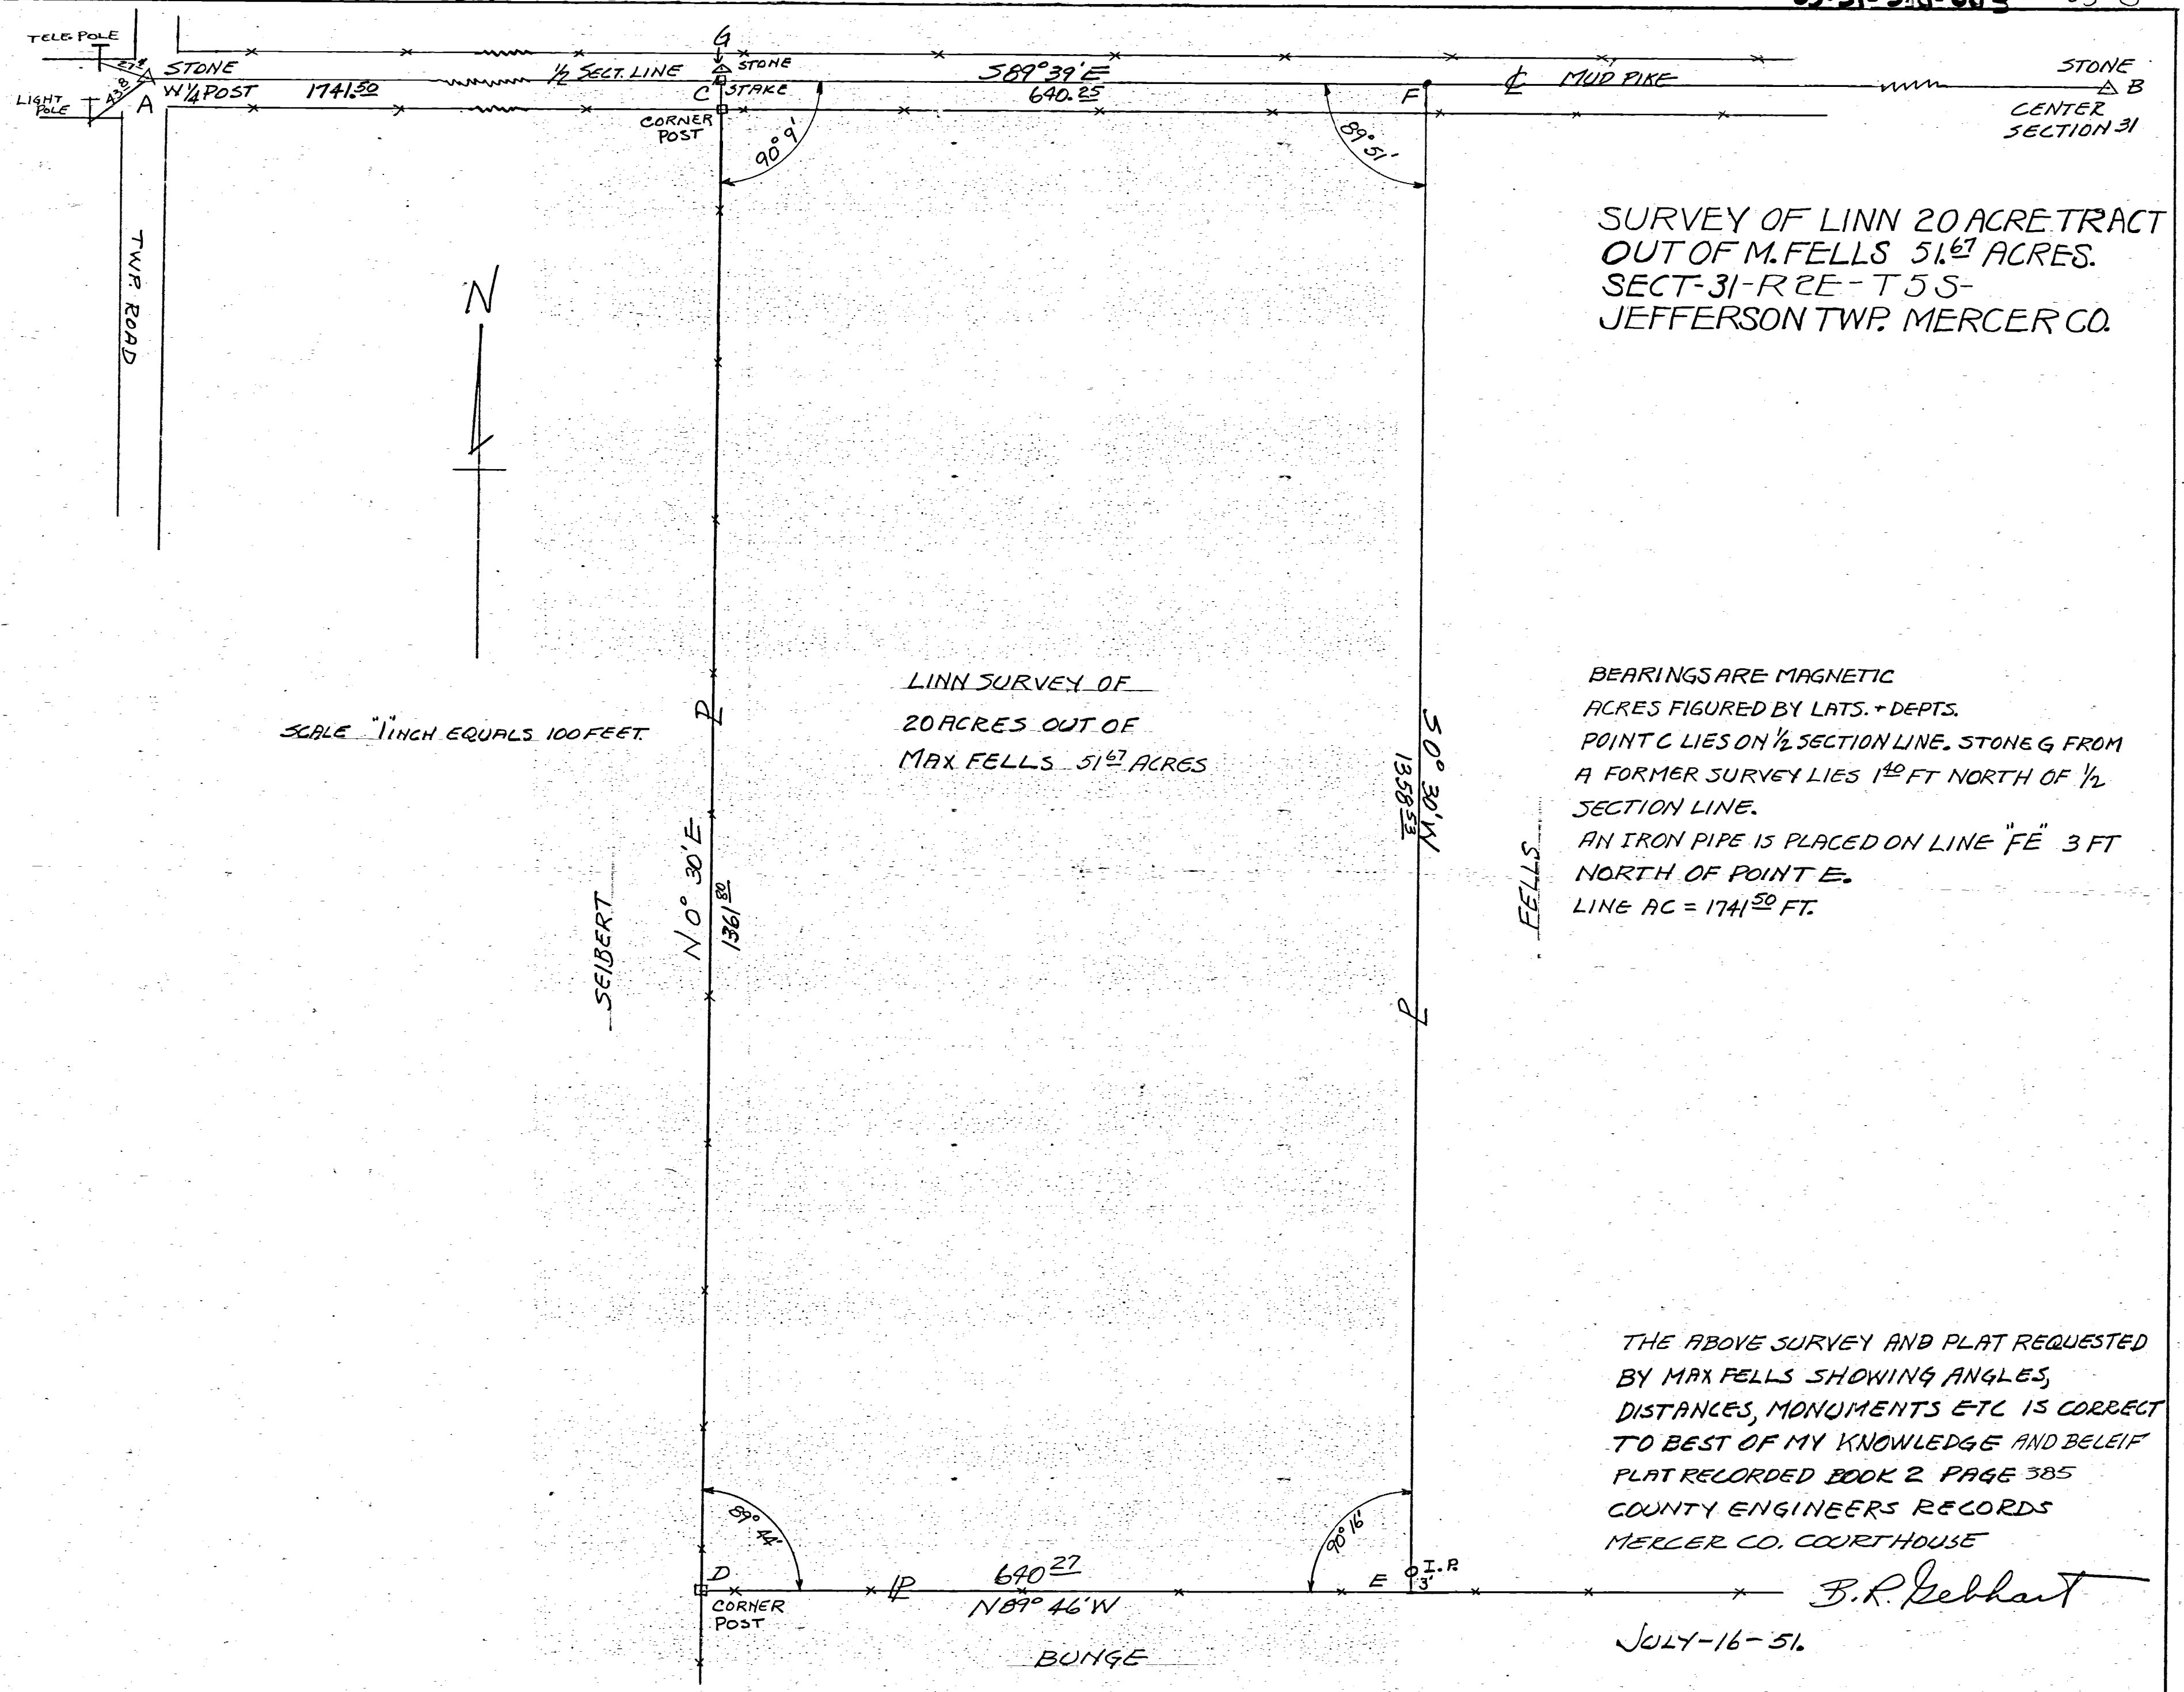 TELE. POLE
STONE
W 1/4 POST
1741.50
1/2 SECT. LINE
G
STONE
C
STAKE
CORNER
POST
S89°39'E
640.25
F
℄ MUD PIKE
STONE
B
CENTER
SECTION 31
LIGHT
POLE
43.8
A
90° 9'
89° 51'
TWP. ROAD
N
SURVEY OF LINN 20 ACRE TRACT
OUT OF M. FELLS 51.67 ACRES.
SECT-31-R2E-T5S-
JEFFERSON TWP. MERCER CO.
SCALE "1" INCH EQUALS 100 FEET.
LINN SURVEY OF
20 ACRES OUT OF
MAX FELLS 51 67 ACRES
BEARINGS ARE MAGNETIC
ACRES FIGURED BY LATS. + DEPTS.
POINT C LIES ON 1/2 SECTION LINE. STONE G FROM
A FORMER SURVEY LIES 1 40 FT NORTH OF 1/2
SECTION LINE.
AN IRON PIPE IS PLACED ON LINE "FE" 3 FT
NORTH OF POINT E.
LINE AC = 1741 50 FT.
SEIBERT
N 0° 30' E
1361 80
S 0° 30' W
1358 53
FELLS
THE ABOVE SURVEY AND PLAT REQUESTED
BY MAX FELLS SHOWING ANGLES,
DISTANCES, MONUMENTS ETC IS CORRECT
TO BEST OF MY KNOWLEDGE AND BELEIF
PLAT RECORDED BOOK 2 PAGE 385
COUNTY ENGINEERS RECORDS
MERCER CO. COURTHOUSE
B.R. Gebhart
JULY-16-51.
89° 44'
90° 16'
D
CORNER
POST
640 27
N89° 46' W
E
I.P.
3'
BUNGE